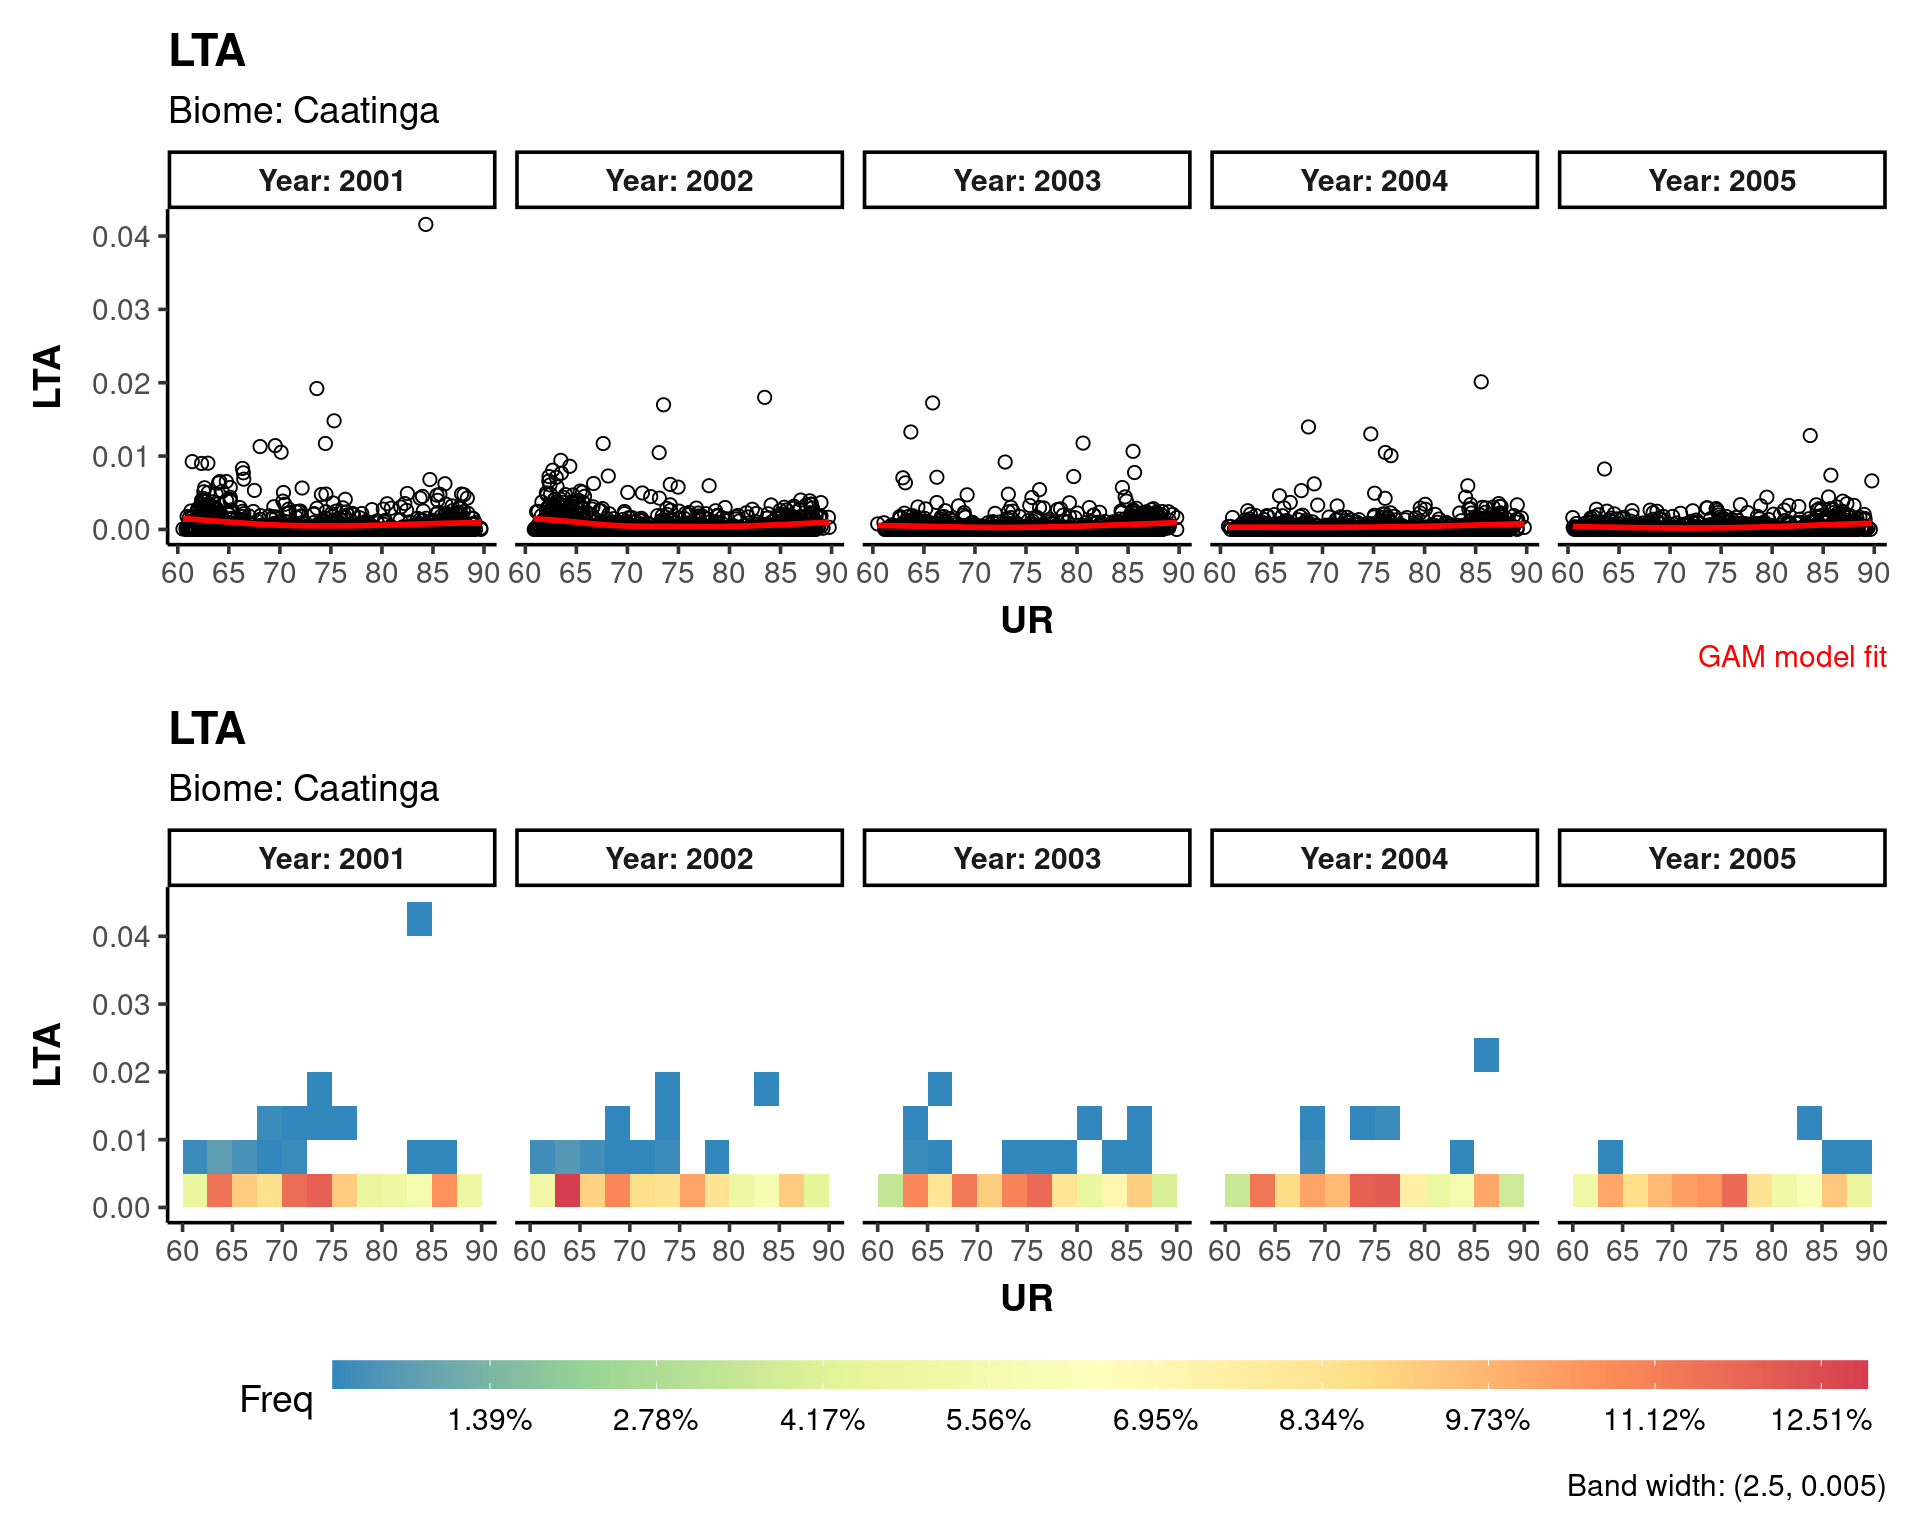 LTA
Biome: Caatinga
Year: 2001 Year: 2002 Year: 2003 Year: 2004 Year: 2005
0.04
0.03
0.02
0.01
0.00
LTA
60 65 70 75 80 85 90 60 65 70 75 80 85 90 60 65 70 75 80 85 90 60 65 70 75 80 85 90 60 65 70 75 80 85 90
UR
GAM model fit
LTA
Biome: Caatinga
Year: 2001 Year: 2002 Year: 2003 Year: 2004 Year: 2005
0.04
0.03
0.02
0.01
0.00
LTA
60 65 70 75 80 85 90 60 65 70 75 80 85 90 60 65 70 75 80 85 90 60 65 70 75 80 85 90 60 65 70 75 80 85 90
UR
Freq
1.39% 2.78% 4.17% 5.56% 6.95% 8.34% 9.73% 11.12% 12.51%
Band width: (2.5, 0.005)